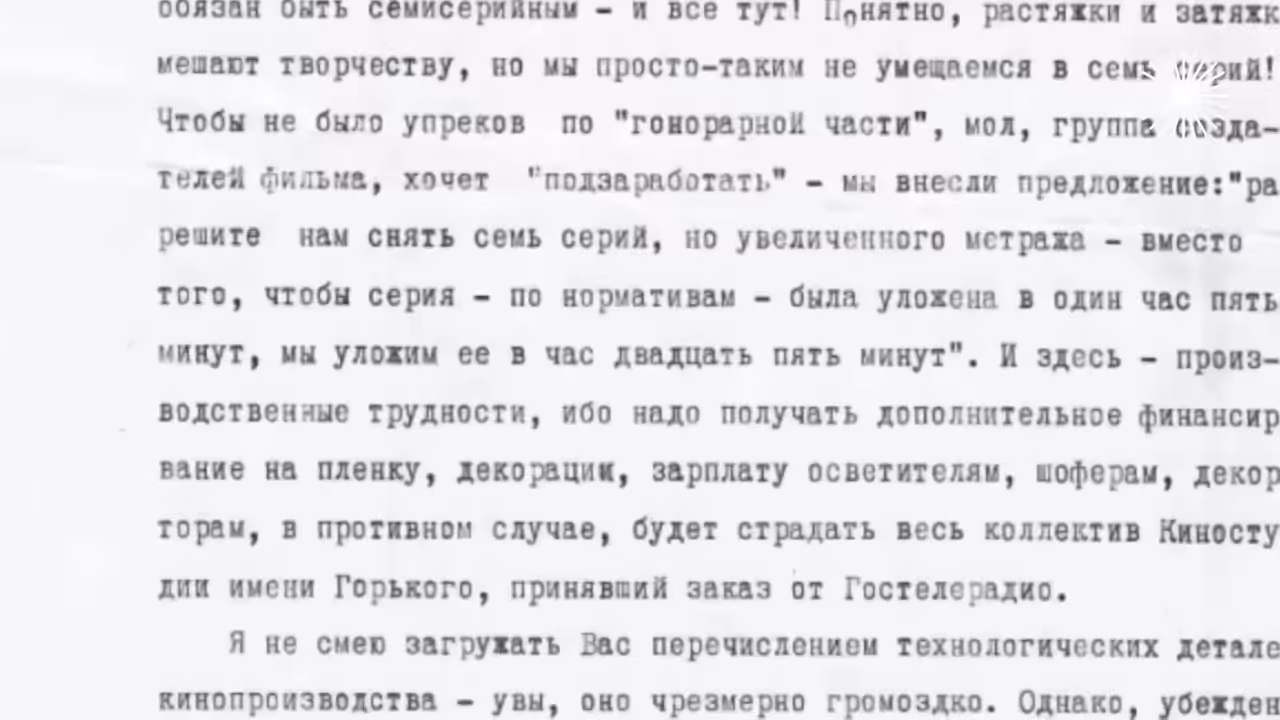 обязан быть семисерийным - и все тут! Понятно, растяжки и затяжк
мешают творчеству, но мы просто-таким не умещаемся в семь серий!
Чтобы не было упреков по "гонорарной части", мол, группа созда-
телей фильма, хочет "подзаработать" - мы внесли предложение:"ра
решите нам снять семь серий, но увеличенного метража - вместо
того, чтобы серия - по нормативам - была уложена в один час пять
минут, мы уложим ее в час двадцать пять минут". И здесь - произ-
водственные трудности, ибо надо получать дополнительное финансир
вание на пленку, декорации, зарплату осветителям, шоферам, декор
торам, в противном случае, будет страдать весь коллектив Киносту
дии имени Горького, принявший заказ от Гостелерадио.
Я не смею загружать Вас перечислением технологических детале
кинопроизводства - увы, оно чрезмерно громоздко. Однако, убежден